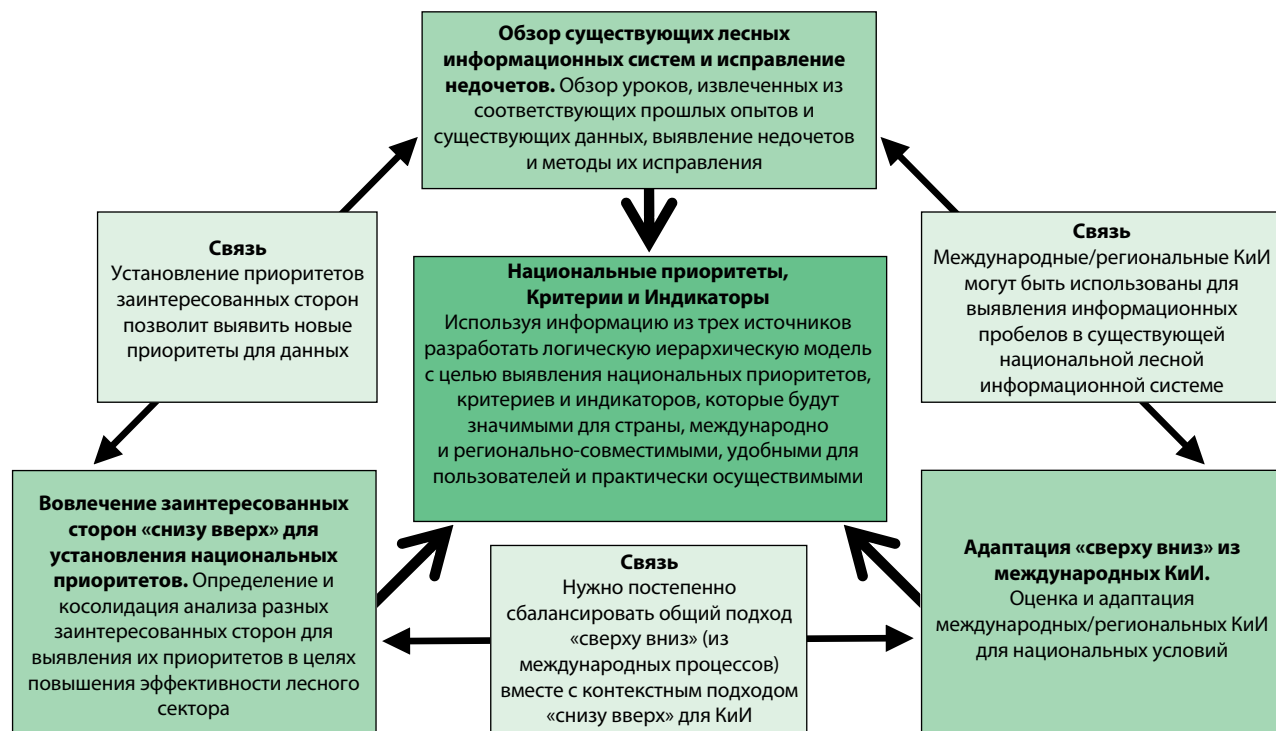 Обзор существующих лесных
информационных систем и исправление
недочетов. Обзор уроков, извлеченных из
соответствующих прошлых опытов и
существующих данных, выявление недочетов
и методы их исправления
Связь
Установление приоритетов
заинтересованных сторон
позволит выявить новые
приоритеты для данных
Национальные приоритеты,
Критерии и Индикаторы
Используя информацию из трех источников
разработать логическую иерархическую модель
с целью выявления национальных приоритетов,
критериев и индикаторов, которые будут
значимыми для страны, международно
и регионально-совместимыми, удобными для
пользователей и практически осуществимыми
Связь
Международные/региональные КиИ
могут быть использованы для
выявления информационных
пробелов в существующей
национальной лесной
информационной системе
Вовлечение заинтересованных
сторон «снизу вверх» для
установления национальных
приоритетов. Определение и
косолидация анализа разных
заинтересованных сторон для
выявления их приоритетов в целях
повышения эффективности лесного
сектора
Связь
Нужно постепенно
сбалансировать общий подход
«сверху вниз» (из
международных процессов)
вместе с контекстным подходом
«снизу вверх» для КиИ
Адаптация «сверху вниз» из
международных КиИ.
Оценка и адаптация
международных/региональных КиИ
для национальных условий